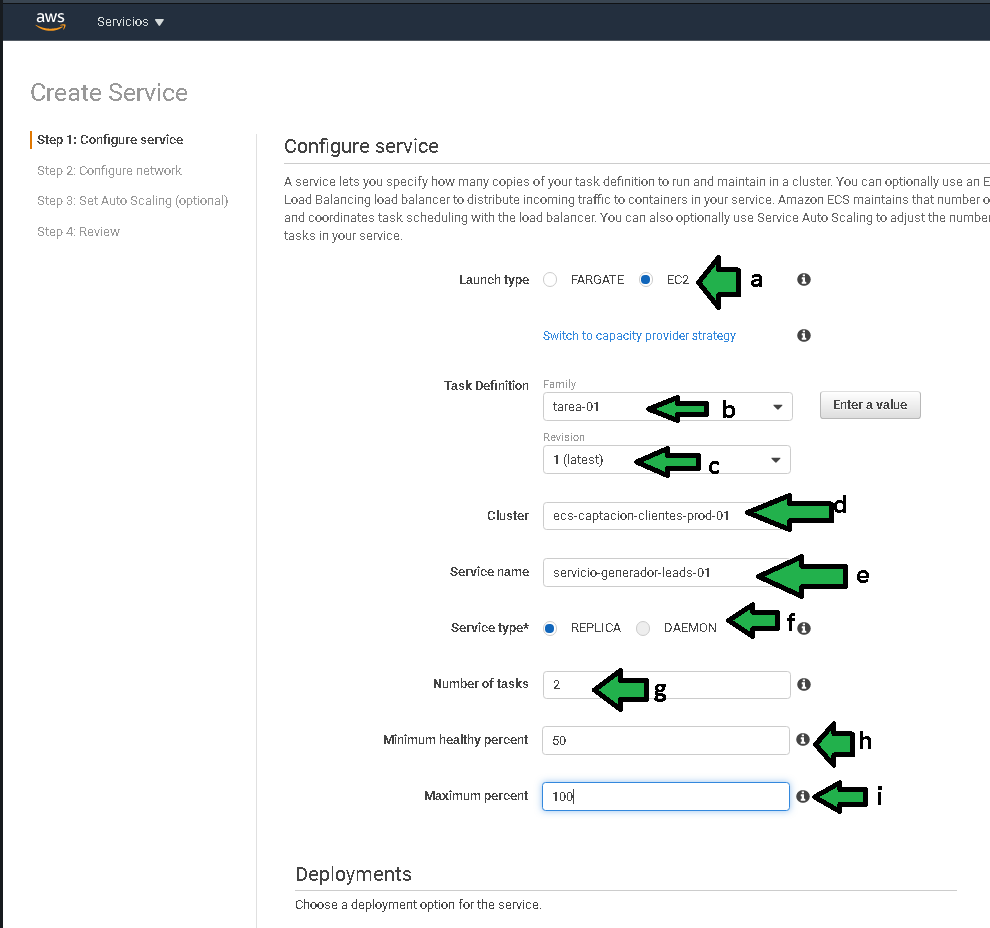 aws Servicios
Create Service
Step 1: Configure service
Step 2: Configure network
Step 3: Set Auto Scaling (optional)
Step 4: Review
Configure service
A service lets you specify how many copies of your task definition to run and maintain in a cluster. You can optionally use an E
Load Balancing load balancer to distribute incoming traffic to containers in your service. Amazon ECS maintains that number o
and coordinates task scheduling with the load balancer. You can also optionally use Service Auto Scaling to adjust the number
tasks in your service.
Launch type FARGATE EC2 a
Switch to capacity provider strategy
Task Definition Family
tarea-01 b Enter a value
Revision
1 (latest) c
Cluster ecs-captacion-clientes-prod-01 d
Service name servicio-generador-leads-01 e
Service type* REPLICA DAEMON f
Number of tasks 2 g
Minimum healthy percent 50 h
Maximum percent 100 i
Deployments
Choose a deployment option for the service.